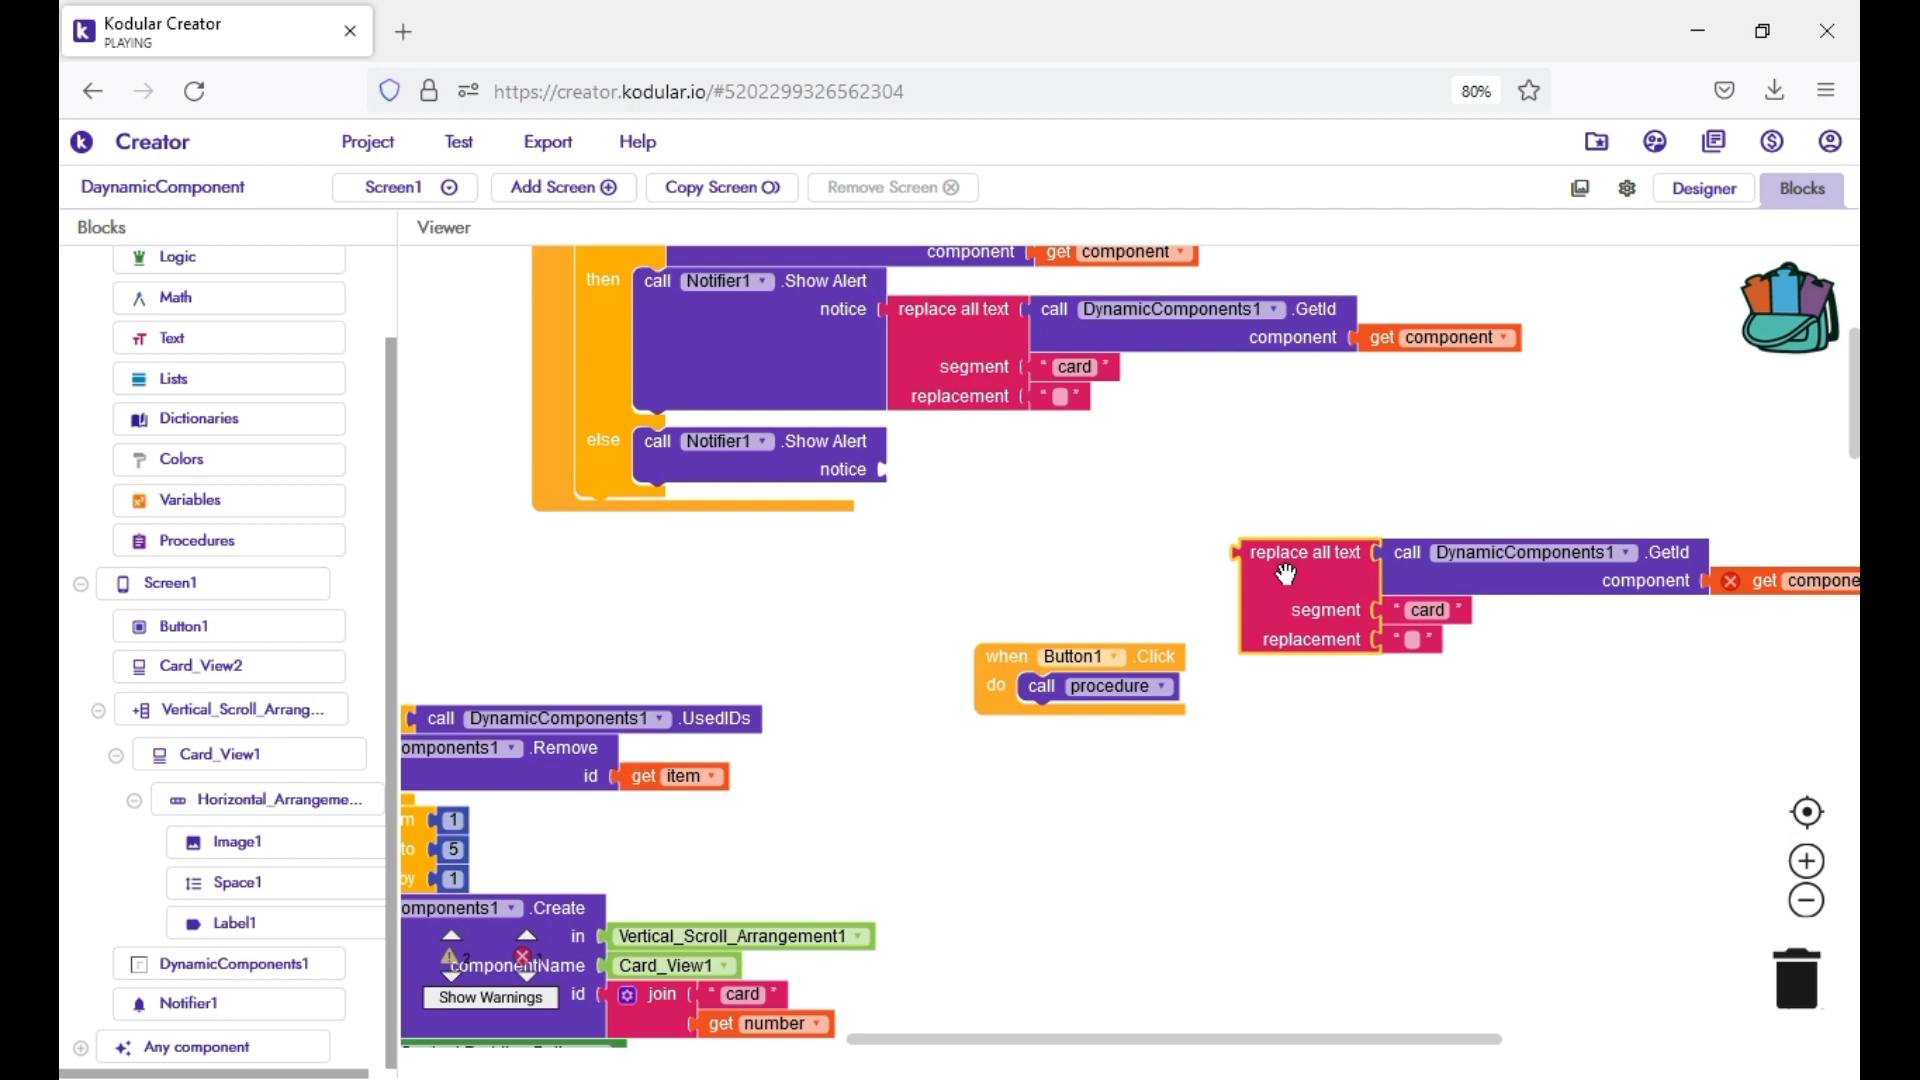 Kodular Creator
PLAYING
https://creator.kodular.io/#5202299326562304
80%
Creator
Project
Test
Export
Help
DaynamicComponent
Screen1
Add Screen
Copy Screen
Remove Screen
Designer
Blocks
Blocks
Viewer
Logic
Math
Text
Lists
Dictionaries
Colors
Variables
Procedures
Screen1
Button1
Card_View2
Vertical_Scroll_Arrang...
Card_View1
Horizontal_Arrangeme...
Image1
Space1
Label1
DynamicComponents1
Notifier1
Any component
component get component
then call Notifier1 .Show Alert
notice replace all text call DynamicComponents1 .GetId
component get component
segment “ card ”
replacement “ ”
else call Notifier1 .Show Alert
notice
replace all text call DynamicComponents1 .GetId
component get compone
segment “ card ”
replacement “ ”
when Button1 .Click
do call procedure
call DynamicComponents1 .UsedIDs
omponents1 .Remove
id get item
m 1
to 5
by 1
omponents1 .Create
in Vertical_Scroll_Arrangement1
componentName Card_View1
id join “ card ”
get number
Show Warnings